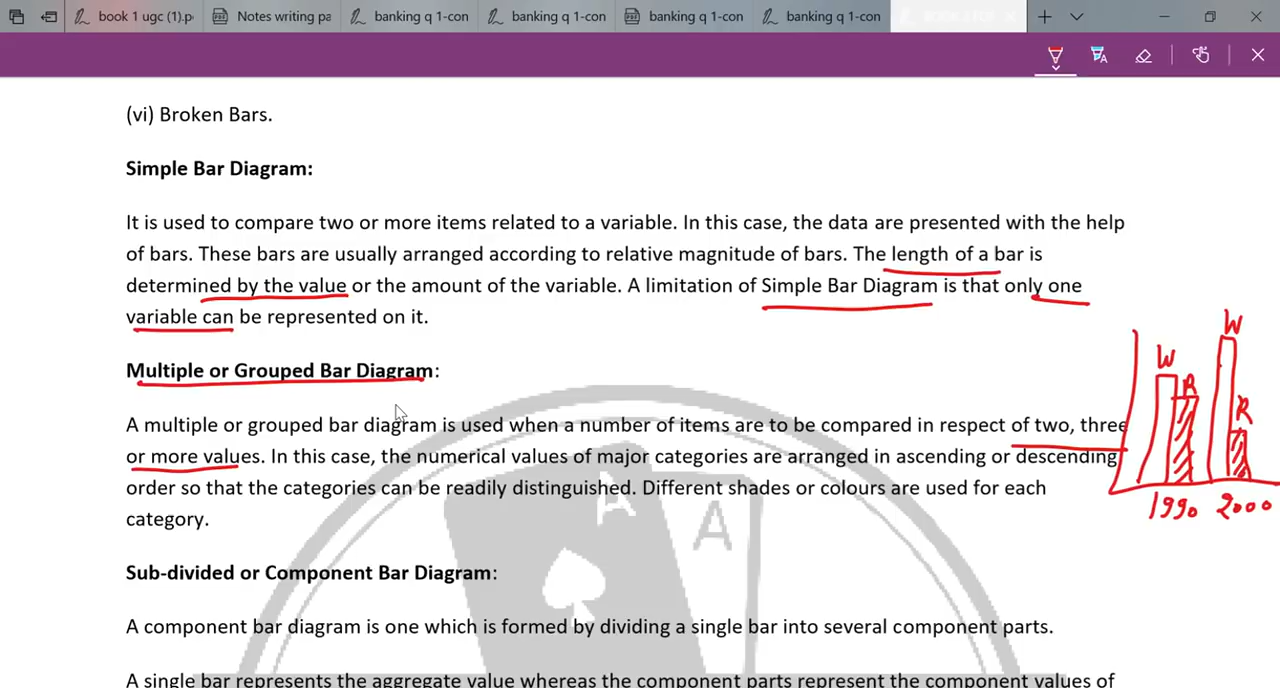 book 1 ugc (1).p
Notes writing pa
banking q 1-con
banking q 1-con
banking q 1-con
banking q 1-con
(vi) Broken Bars.
Simple Bar Diagram:
It is used to compare two or more items related to a variable. In this case, the data are presented with the help
of bars. These bars are usually arranged according to relative magnitude of bars. The length of a bar is
determined by the value or the amount of the variable. A limitation of Simple Bar Diagram is that only one
variable can be represented on it.
Multiple or Grouped Bar Diagram:
A multiple or grouped bar diagram is used when a number of items are to be compared in respect of two, three
or more values. In this case, the numerical values of major categories are arranged in ascending or descending
order so that the categories can be readily distinguished. Different shades or colours are used for each
category.
W
R
W
R
1990 2000
A
A
Sub-divided or Component Bar Diagram:
A component bar diagram is one which is formed by dividing a single bar into several component parts.
A single bar represents the aggregate value whereas the component parts represent the component values of